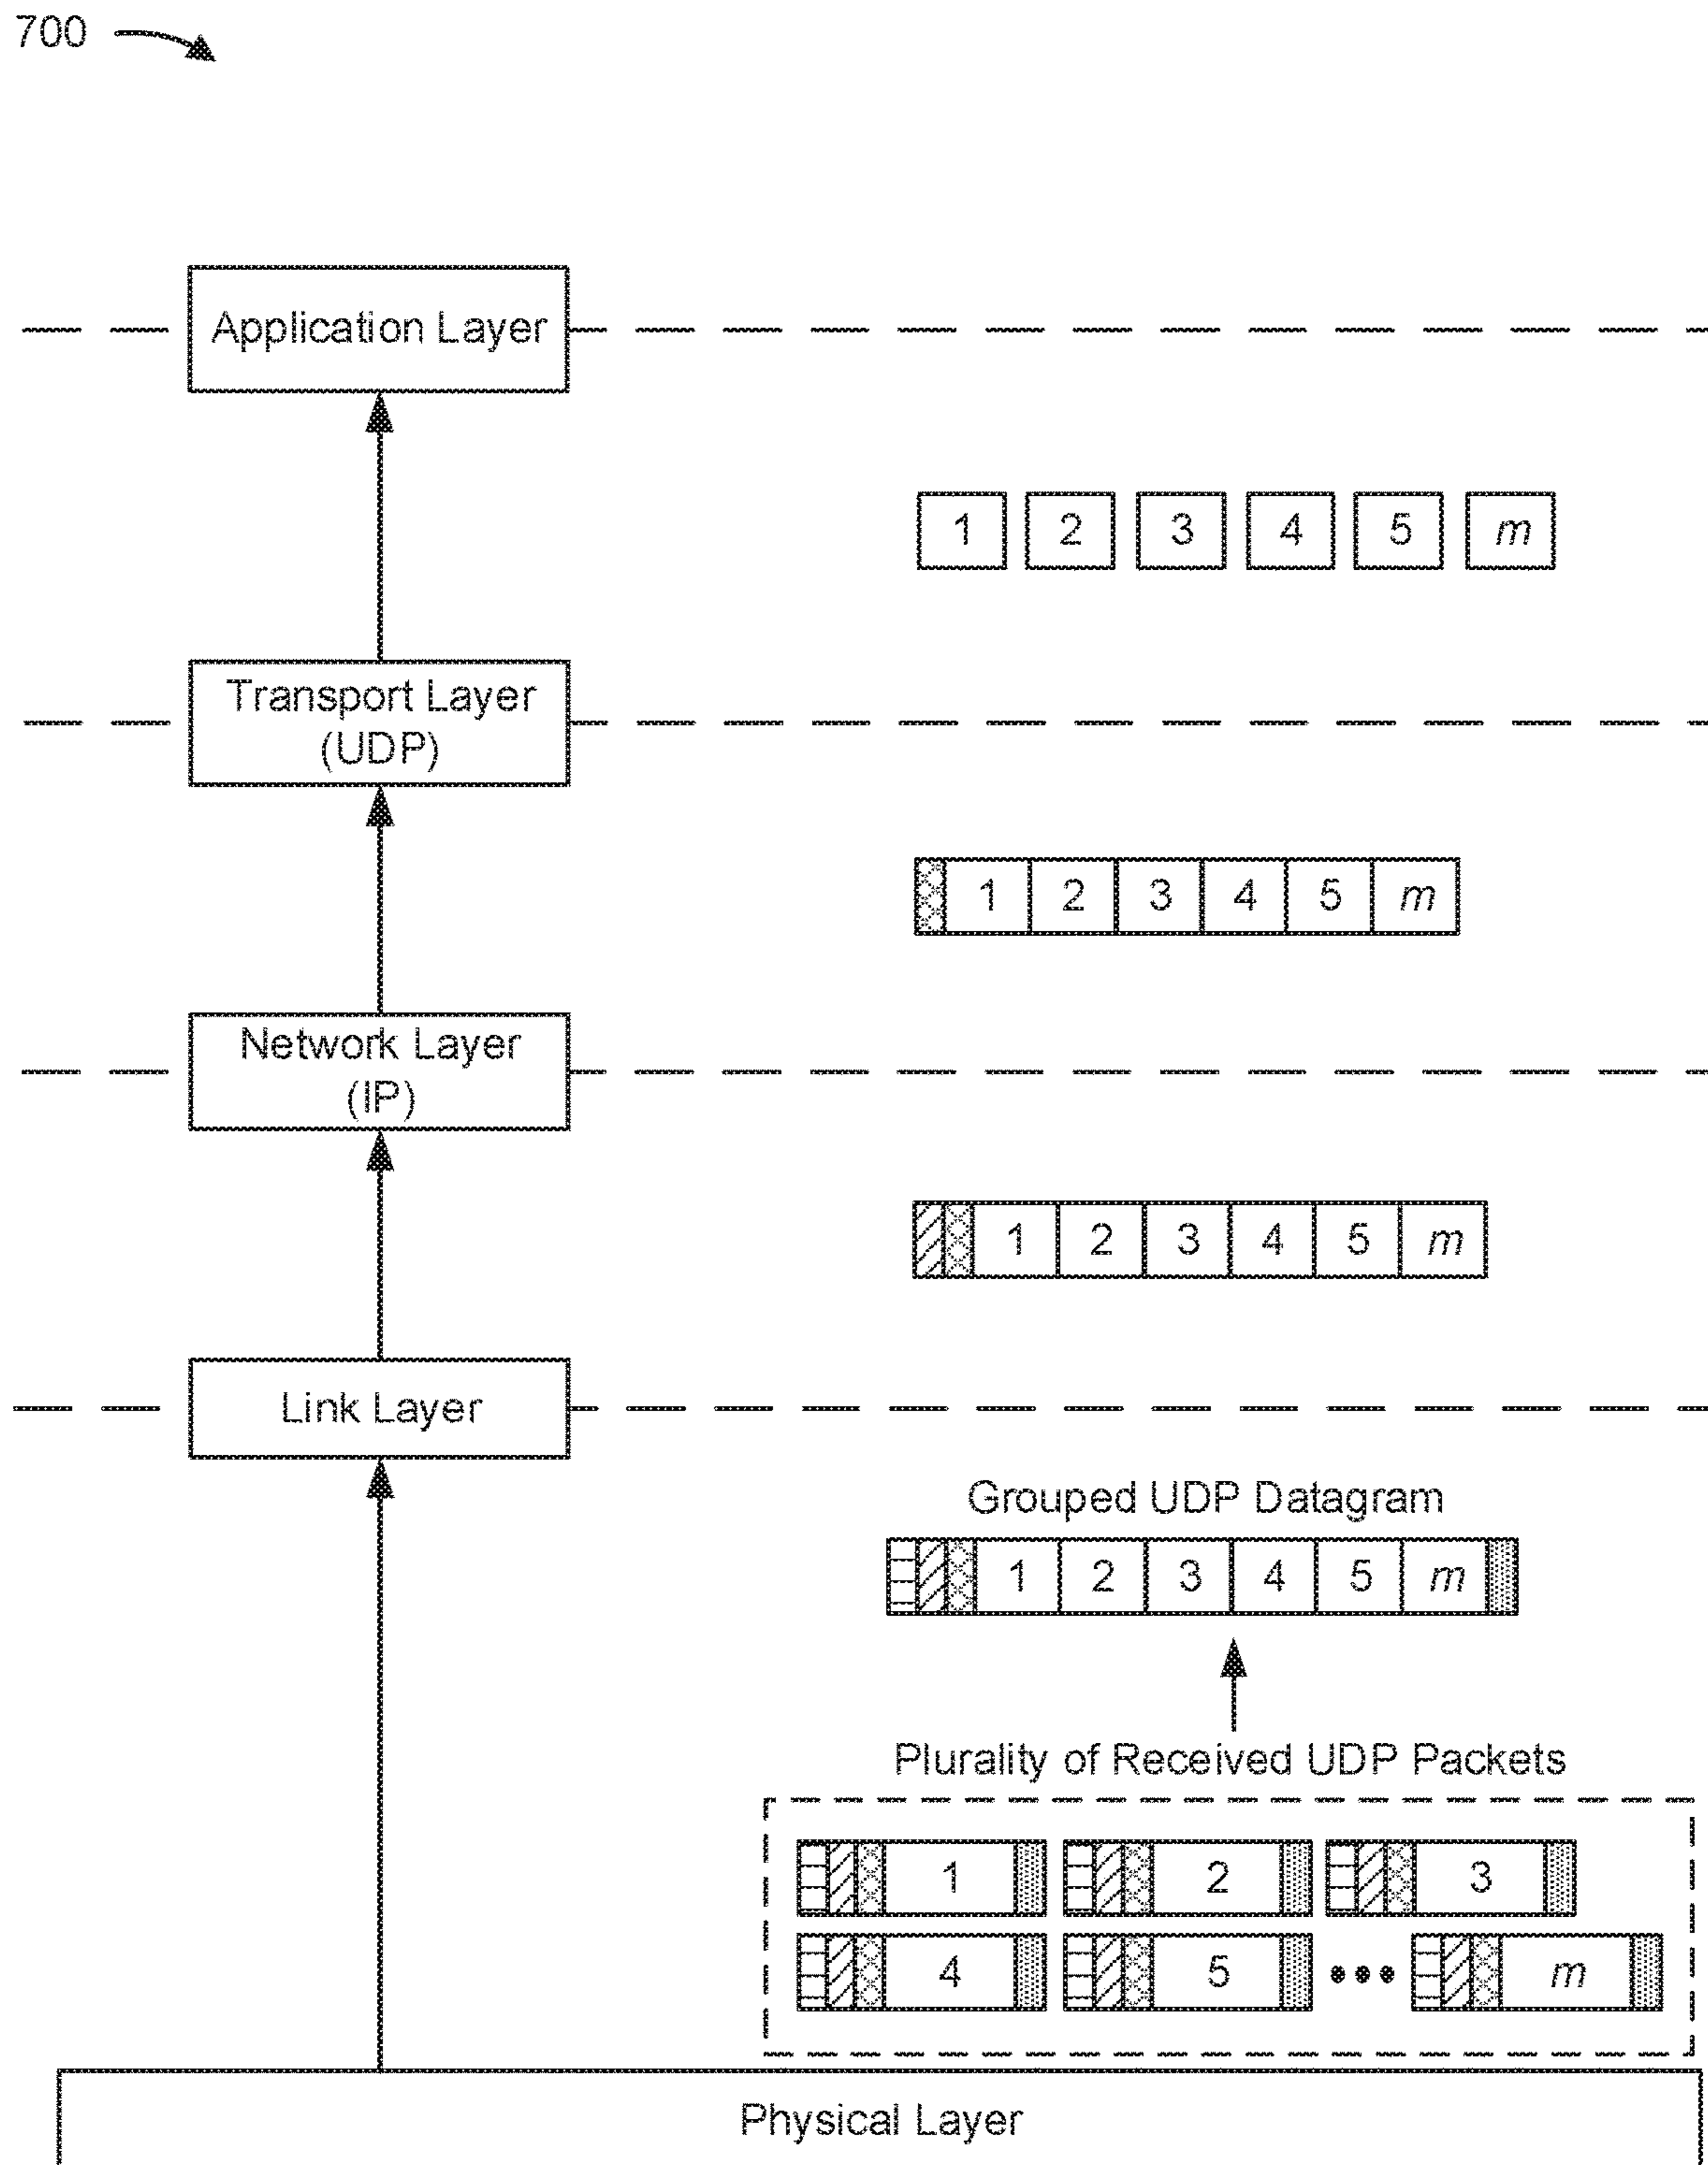 700
Application Layer
1 2 3 4 5 m
Transport Layer
(UDP)
1 2 3 4 5 m
Network Layer
(IP)
1 2 3 4 5 m
Link Layer
Grouped UDP Datagram
1 2 3 4 5 m
Plurality of Received UDP Packets
1 2 3
4 5 ••• m
Physical Layer